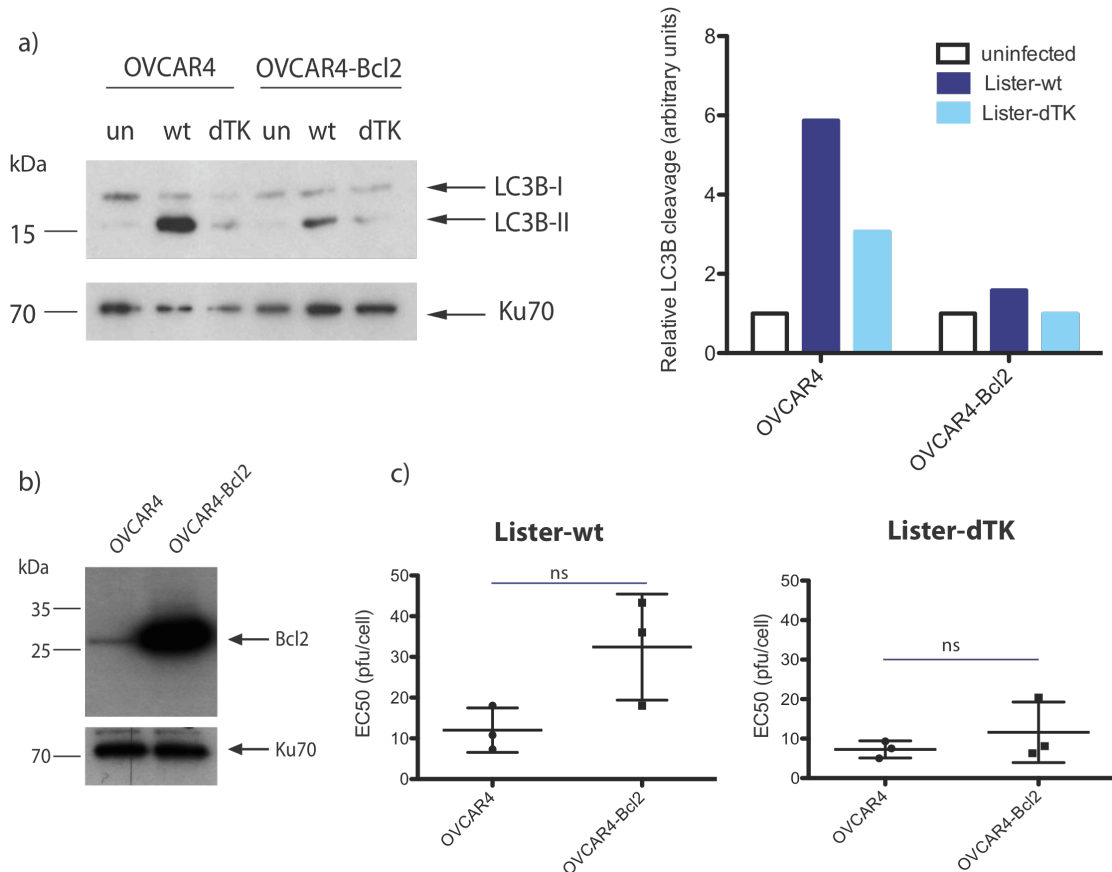 a)
OVCAR4 OVCAR4-Bcl2
un wt dTK un wt dTK
kDa
LC3B-I
LC3B-II
15
70
Ku70
Relative LC3B cleavage (arbitrary units)
8
6
4
2
0
uninfected
Lister-wt
Lister-dTK
OVCAR4
OVCAR4-Bcl2
b)
OVCAR4
OVCAR4-Bcl2
kDa
35
25
Bcl2
70
Ku70
c)
Lister-wt
EC50 (pfu/cell)
50
40
30
20
10
0
ns
OVCAR4
OVCAR4-Bcl2
Lister-dTK
EC50 (pfu/cell)
50
40
30
20
10
0
ns
OVCAR4
OVCAR4-Bcl2